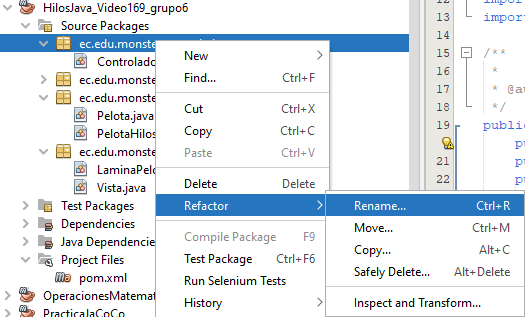 HilosJava_Video169_grupo6
Source Packages
ec.edu.monste
Controlado
ec.edu.monste
ec.edu.monste
Pelota.java
PelotaHilos
ec.edu.monste
LaminaPelo
Vista.java
Test Packages
Dependencies
Java Dependencie
Project Files
pom.xml
OperacionesMatemat
PracticaJaCoCo
New
Find... Ctrl+F
Cut Ctrl+X
Copy Ctrl+C
Paste Ctrl+V
Delete Delete
Refactor
Compile Package F9
Test Package Ctrl+F6
Run Selenium Tests
History
Rename... Ctrl+R
Move... Ctrl+M
Copy... Alt+C
Safely Delete... Alt+Delete
Inspect and Transform...
12 impor
13 impor
14
15 /**
16 *
17 * @au
18 */
19 public
pu
21 pu
22 pu